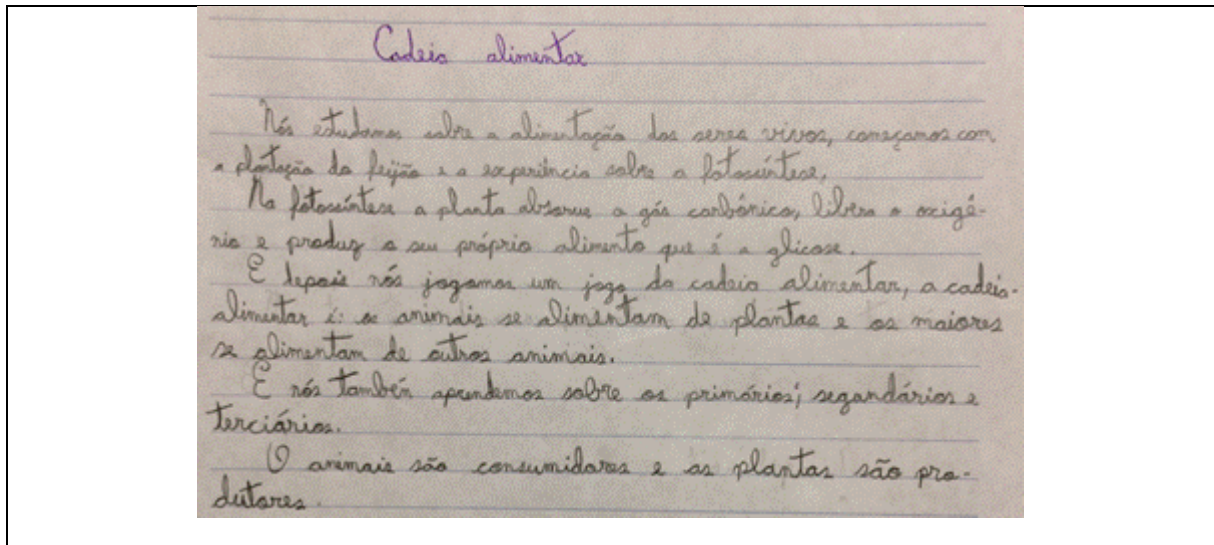 Cadeia alimentar
Nós estudamos sobre a alimentação dos seres vivos, começamos com
a plantação do feijão e a experiência sobre a fotossíntese,
Na fotossíntese a planta absorve o gás carbônico, libera o oxigê-
nio e produz o seu próprio alimento que é a glicose.
E depois nós jogamos um jogo da cadeia alimentar, a cadeia-
alimentar é: os animais se alimentam de plantas e os maiores
se alimentam de outros animais.
E nós tambén aprendemos sobre os primários; segundários e
terciários.
O animais são consumidores e as plantas são pro-
dutores.